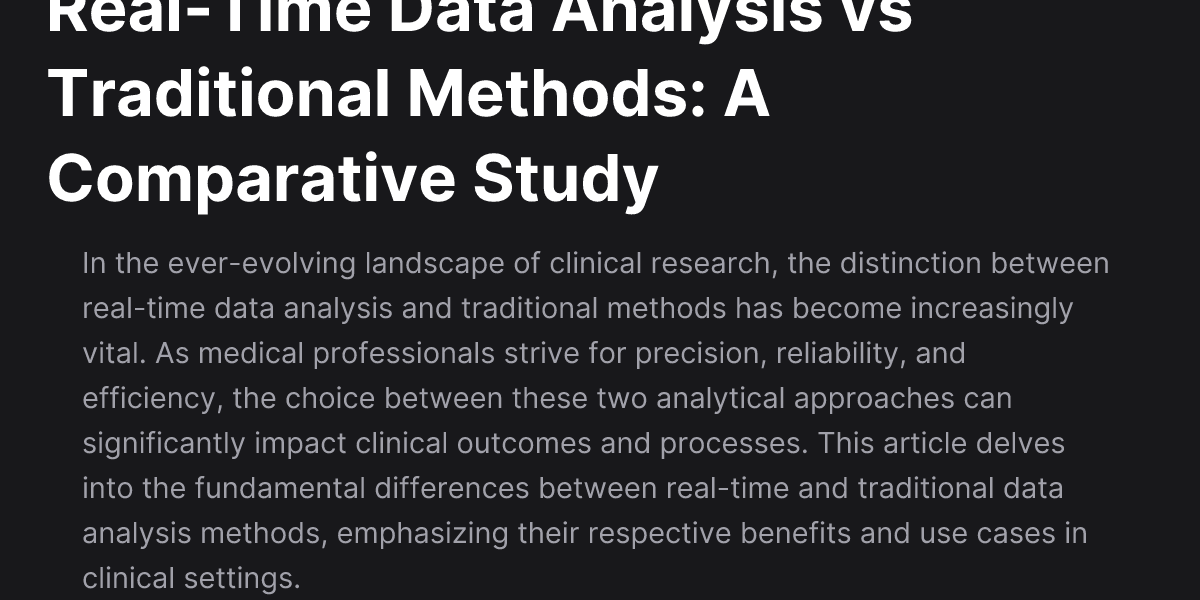 Real-Time Data Analysis vs
Traditional Methods: A
Comparative Study
In the ever-evolving landscape of clinical research, the distinction between
real-time data analysis and traditional methods has become increasingly
vital. As medical professionals strive for precision, reliability, and
efficiency, the choice between these two analytical approaches can
significantly impact clinical outcomes and processes. This article delves
into the fundamental differences between real-time and traditional data
analysis methods, emphasizing their respective benefits and use cases in
clinical settings.